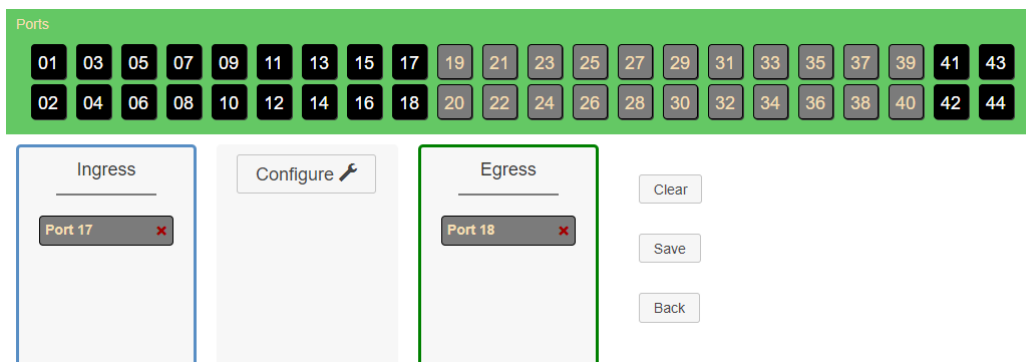 Ports
01 03 05 07 09 11 13 15 17 19 21 23 25 27 29 31 33 35 37 39 41 43
02 04 06 08 10 12 14 16 18 20 22 24 26 28 30 32 34 36 38 40 42 44
Ingress
Port 17
Configure
Egress
Port 18
Clear
Save
Back